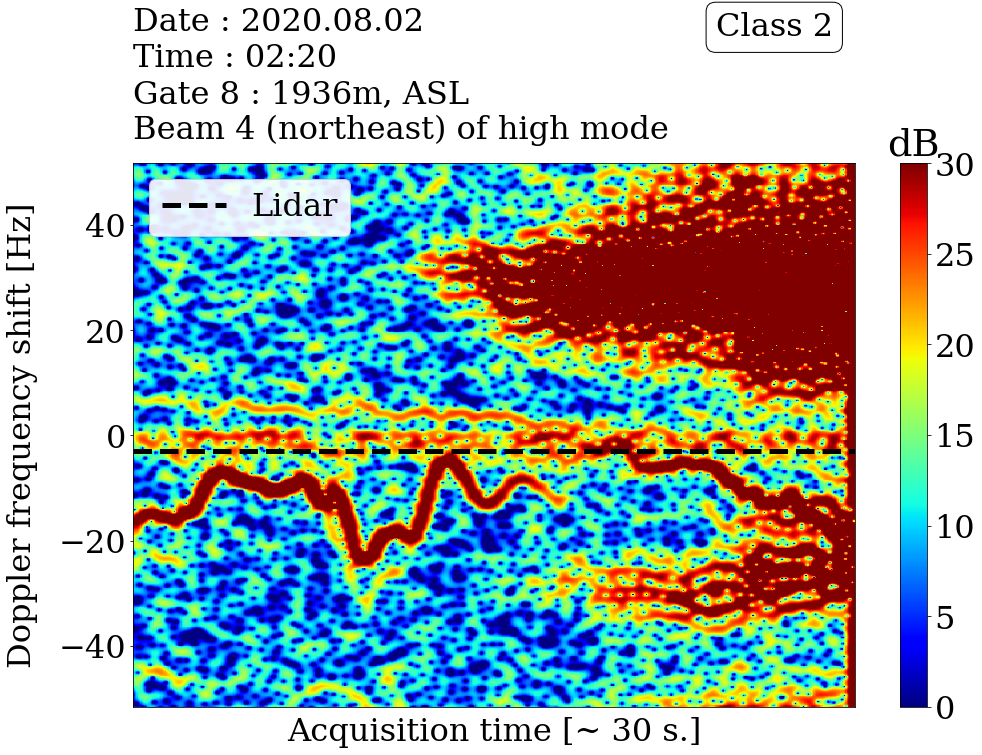 Date : 2020.08.02
Time : 02:20
Gate 8 : 1936m, ASL
Beam 4 (northeast) of high mode
Class 2
dB
Lidar
Doppler frequency shift [Hz]
40
20
0
−20
−40
Acquisition time [~ 30 s.]
30
25
20
15
10
5
0